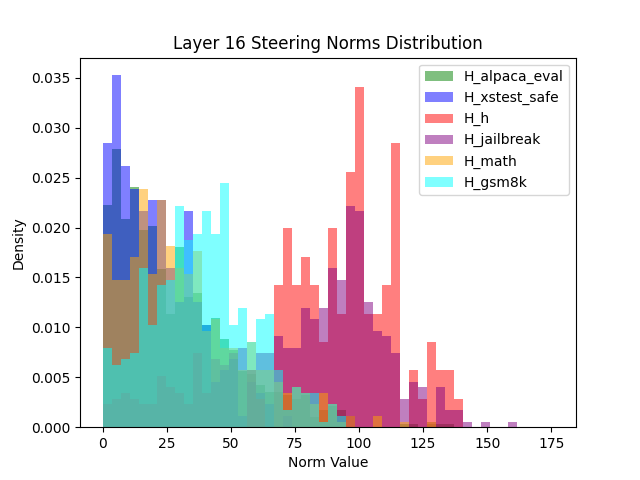 Layer 16 Steering Norms Distribution
H_alpaca_eval
H_xstest_safe
H_h
H_jailbreak
H_math
H_gsm8k
0.035
0.030
0.025
0.020
0.015
0.010
0.005
0.000
Density
0 25 50 75 100 125 150 175
Norm Value